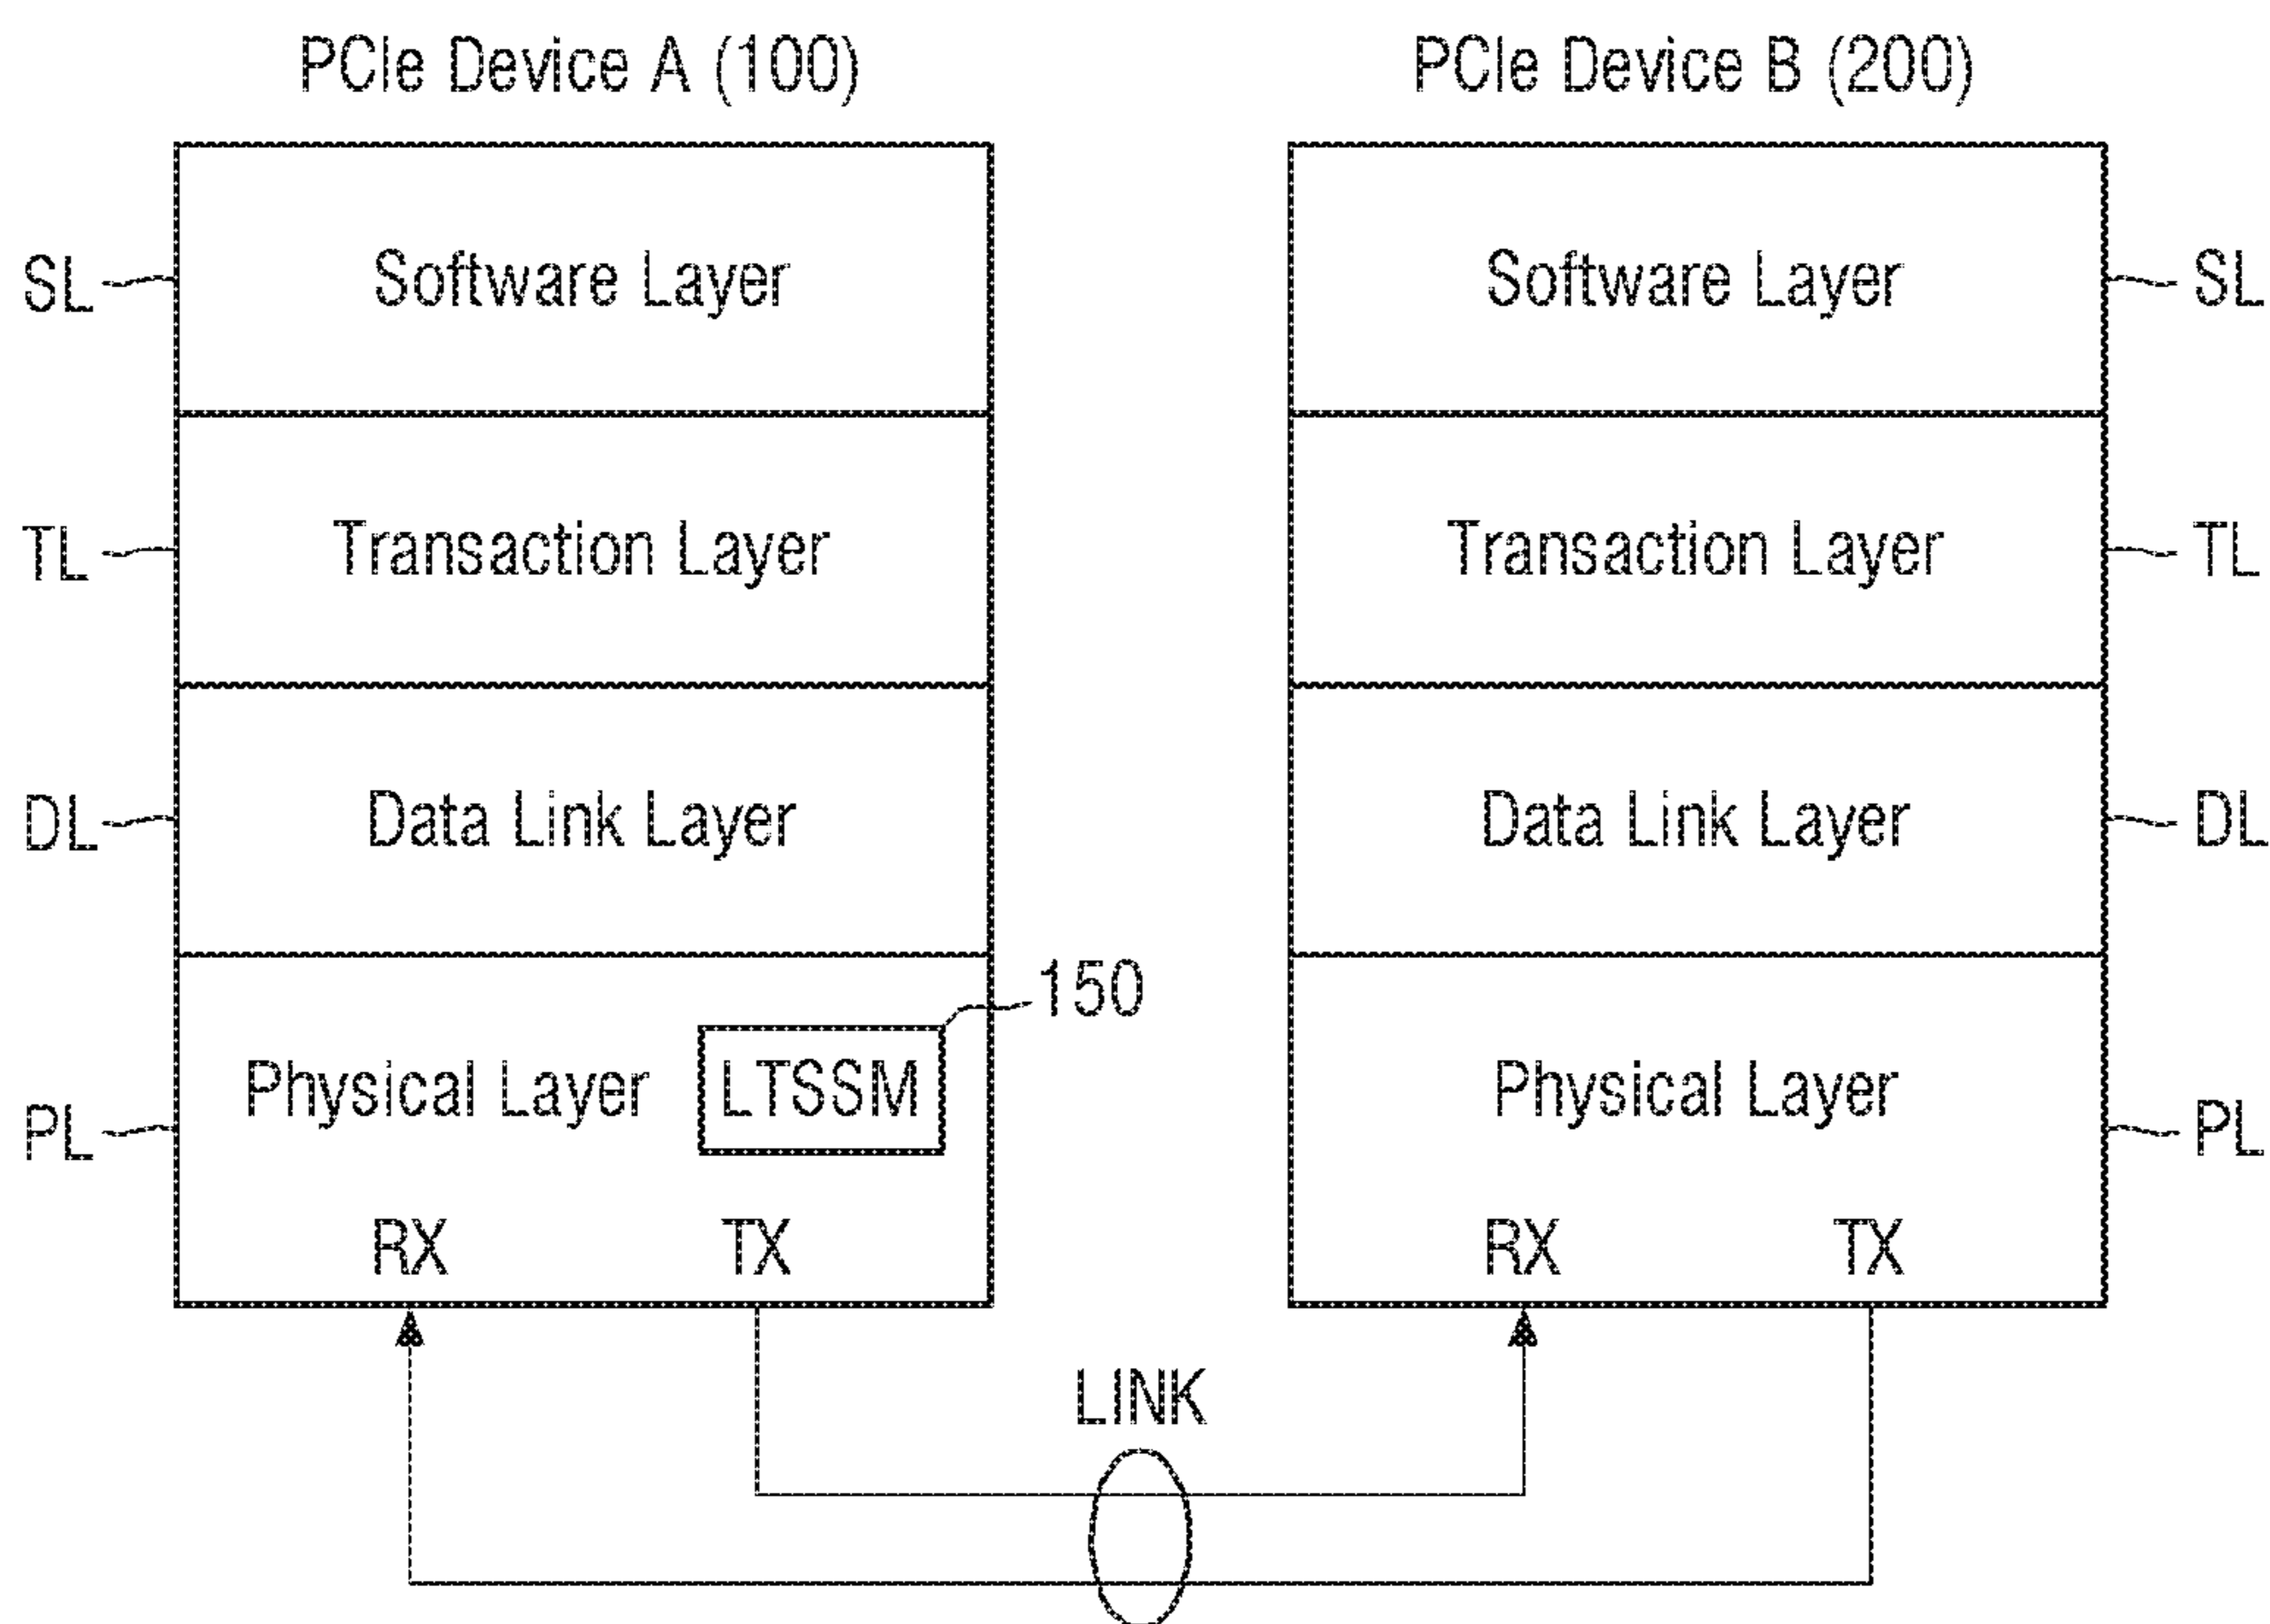 PCIe Device A (100)
PCIe Device B (200)
SL
Software Layer
Software Layer
SL
TL
Transaction Layer
Transaction Layer
TL
DL
Data Link Layer
Data Link Layer
DL
150
PL
Physical Layer
LTSSM
Physical Layer
PL
RX
TX
RX
TX
LINK